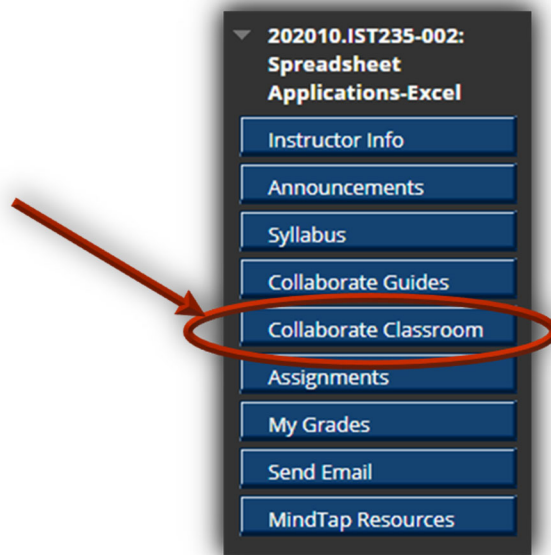 202010.IST235-002:
Spreadsheet
Applications-Excel
Instructor Info
Announcements
Syllabus
Collaborate Guides
Collaborate Classroom
Assignments
My Grades
Send Email
MindTap Resources